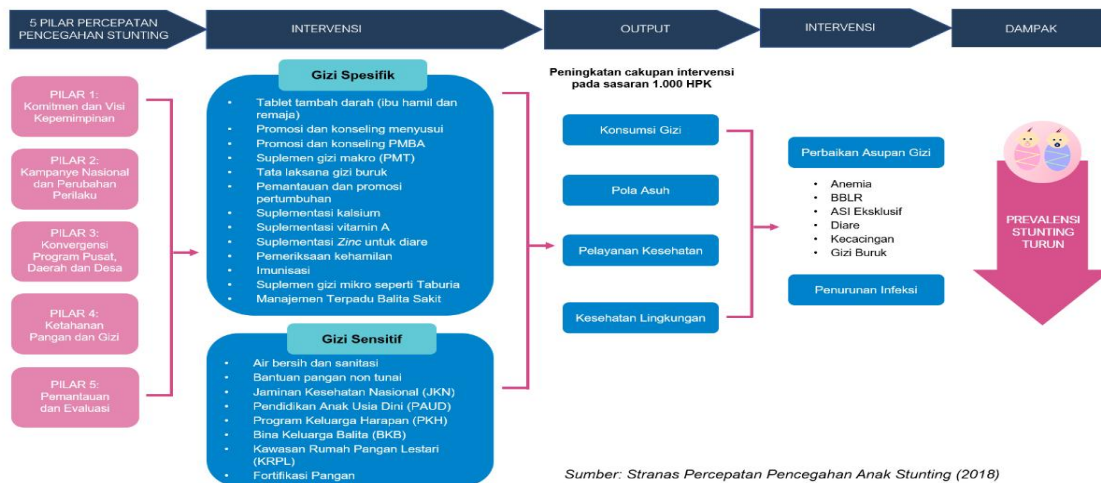 5 PILAR PERCEPATAN
PENCEGAHAN STUNTING
INTERVENSI
OUTPUT
INTERVENSI
DAMPAK
PILAR 1:
Komitmen dan Visi
Kepemimpinan
PILAR 2:
Kampanye Nasional
dan Perubahan
Perilaku
PILAR 3:
Konvergensi
Program Pusat,
Daerah dan Desa
PILAR 4:
Ketahanan
Pangan dan Gizi
PILAR 5:
Pemantauan
dan Evaluasi
Gizi Spesifik
• Tablet tambah darah (ibu hamil dan
remaja)
• Promosi dan konseling menyusui
• Promosi dan konseling PMBA
• Suplemen gizi makro (PMT)
• Tata laksana gizi buruk
• Pemantauan dan promosi
pertumbuhan
• Suplementasi kalsium
• Suplementasi vitamin A
• Suplementasi Zinc untuk diare
• Pemeriksaan kehamilan
• Imunisasi
• Suplemen gizi mikro seperti Taburia
• Manajemen Terpadu Balita Sakit
Gizi Sensitif
• Air bersih dan sanitasi
• Bantuan pangan non tunai
• Jaminan Kesehatan Nasional (JKN)
• Pendidikan Anak Usia Dini (PAUD)
• Program Keluarga Harapan (PKH)
• Bina Keluarga Balita (BKB)
• Kawasan Rumah Pangan Lestari
(KRPL)
• Fortifikasi Pangan
Peningkatan cakupan intervensi
pada sasaran 1.000 HPK
Konsumsi Gizi
Pola Asuh
Pelayanan Kesehatan
Kesehatan Lingkungan
Perbaikan Asupan Gizi
• Anemia
• BBLR
• ASI Eksklusif
• Diare
• Kecacingan
• Gizi Buruk
Penurunan Infeksi
PREVALENSI
STUNTING
TURUN
Sumber: Stranas Percepatan Pencegahan Anak Stunting (2018)